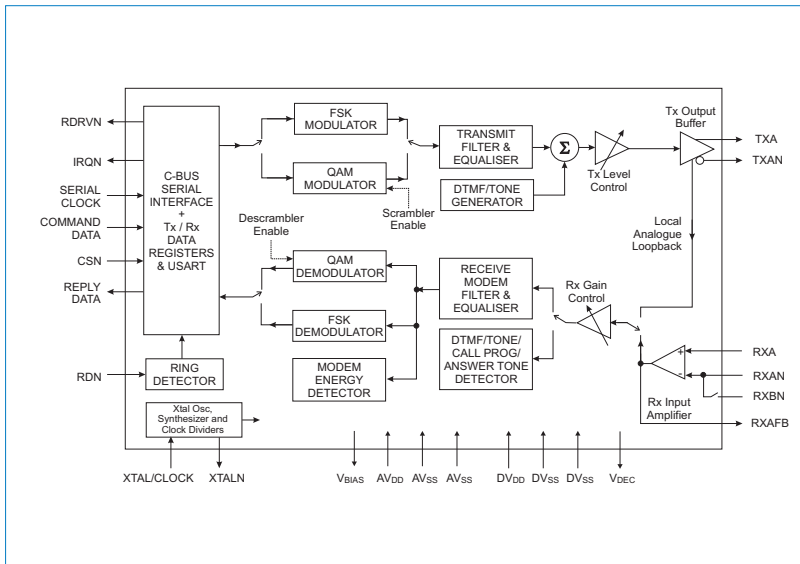 RDRVN
IRQN
SERIAL
CLOCK
COMMAND
DATA
CSN
REPLY
DATA
RDN
C-BUS
SERIAL
INTERFACE
+
Tx / Rx
DATA
REGISTERS
& USART
RING
DETECTOR
Xtal Osc,
Synthesizer and
Clock Dividers
XTAL/CLOCK
XTALN
FSK
MODULATOR
QAM
MODULATOR
Descrambler
Enable
Scrambler
Enable
QAM
DEMODULATOR
FSK
DEMODULATOR
MODEM
ENERGY
DETECTOR
TRANSMIT
FILTER &
EQUALISER
DTMF/TONE
GENERATOR
Σ
Tx Level
Control
Tx Output
Buffer
TXA
TXAN
Local
Analogue
Loopback
RECEIVE
MODEM
FILTER &
EQUALISER
DTMF/TONE/
CALL PROG/
ANSWER TONE
DETECTOR
Rx Gain
Control
+
-
Rx Input
Amplifier
RXA
RXAN
RXBN
RXAFB
VBIAS
AVDD
AVSS
AVSS
DVDD
DVSS
DVSS
VDEC